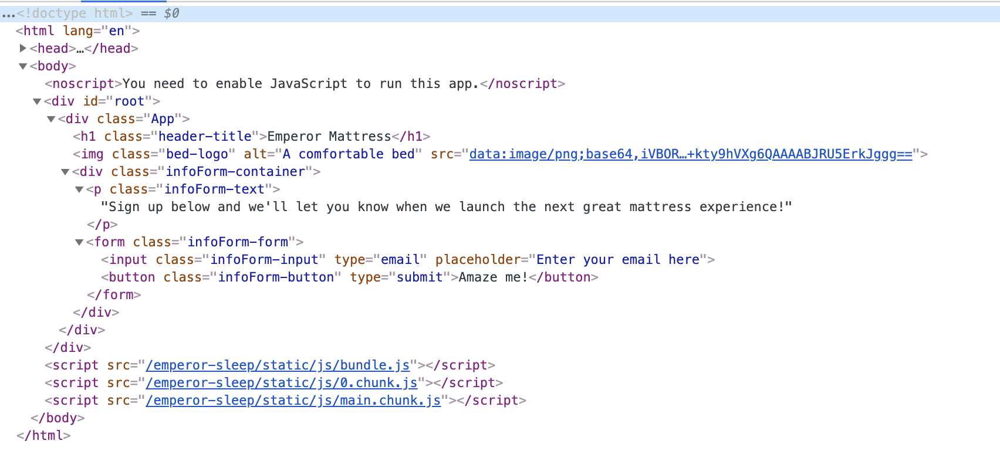 …<!doctype html> == $0
<html lang="en">
<head>…</head>
<body>
<noscript>You need to enable JavaScript to run this app.</noscript>
<div id="root">
<div class="App">
<h1 class="header-title">Emperor Mattress</h1>
<img class="bed-logo" alt="A comfortable bed" src="data:image/png;base64,iVBOR…+kty9hVXg6QAAAABJRU5ErkJggg==">
<div class="infoForm-container">
<p class="infoForm-text">
"Sign up below and we'll let you know when we launch the next great mattress experience!"
</p>
<form class="infoForm-form">
<input class="infoForm-input" type="email" placeholder="Enter your email here">
<button class="infoForm-button" type="submit">Amaze me!</button>
</form>
</div>
</div>
</div>
<script src="/emperor-sleep/static/js/bundle.js"></script>
<script src="/emperor-sleep/static/js/0.chunk.js"></script>
<script src="/emperor-sleep/static/js/main.chunk.js"></script>
</body>
</html>